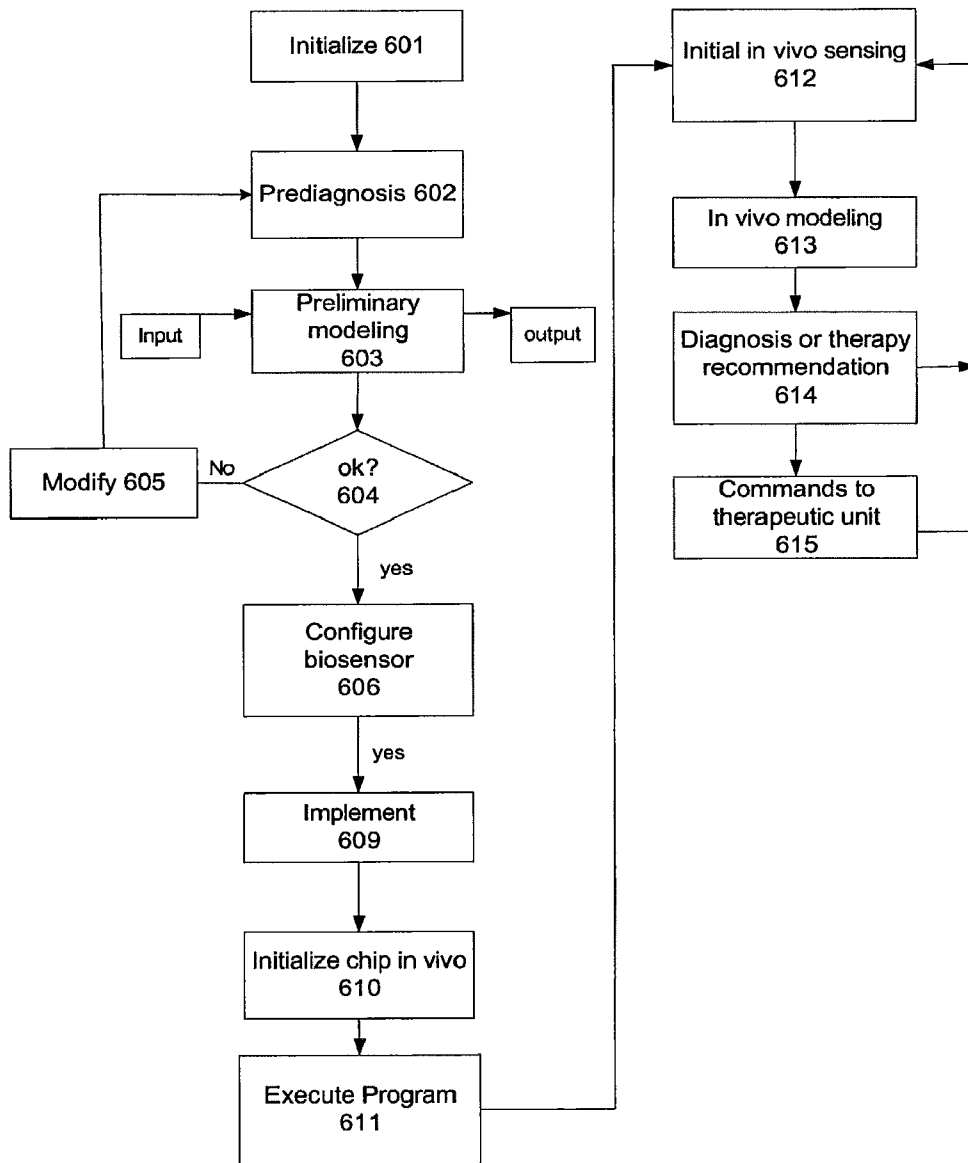 Initialize 601
Prediagnosis 602
Input
Preliminary
modeling
603
output
Modify 605
No
ok?
604
yes
Configure
biosensor
606
yes
Implement
609
Initialize chip in vivo
610
Execute Program
611
Initial in vivo sensing
612
In vivo modeling
613
Diagnosis or therapy
recommendation
614
Commands to
therapeutic unit
615